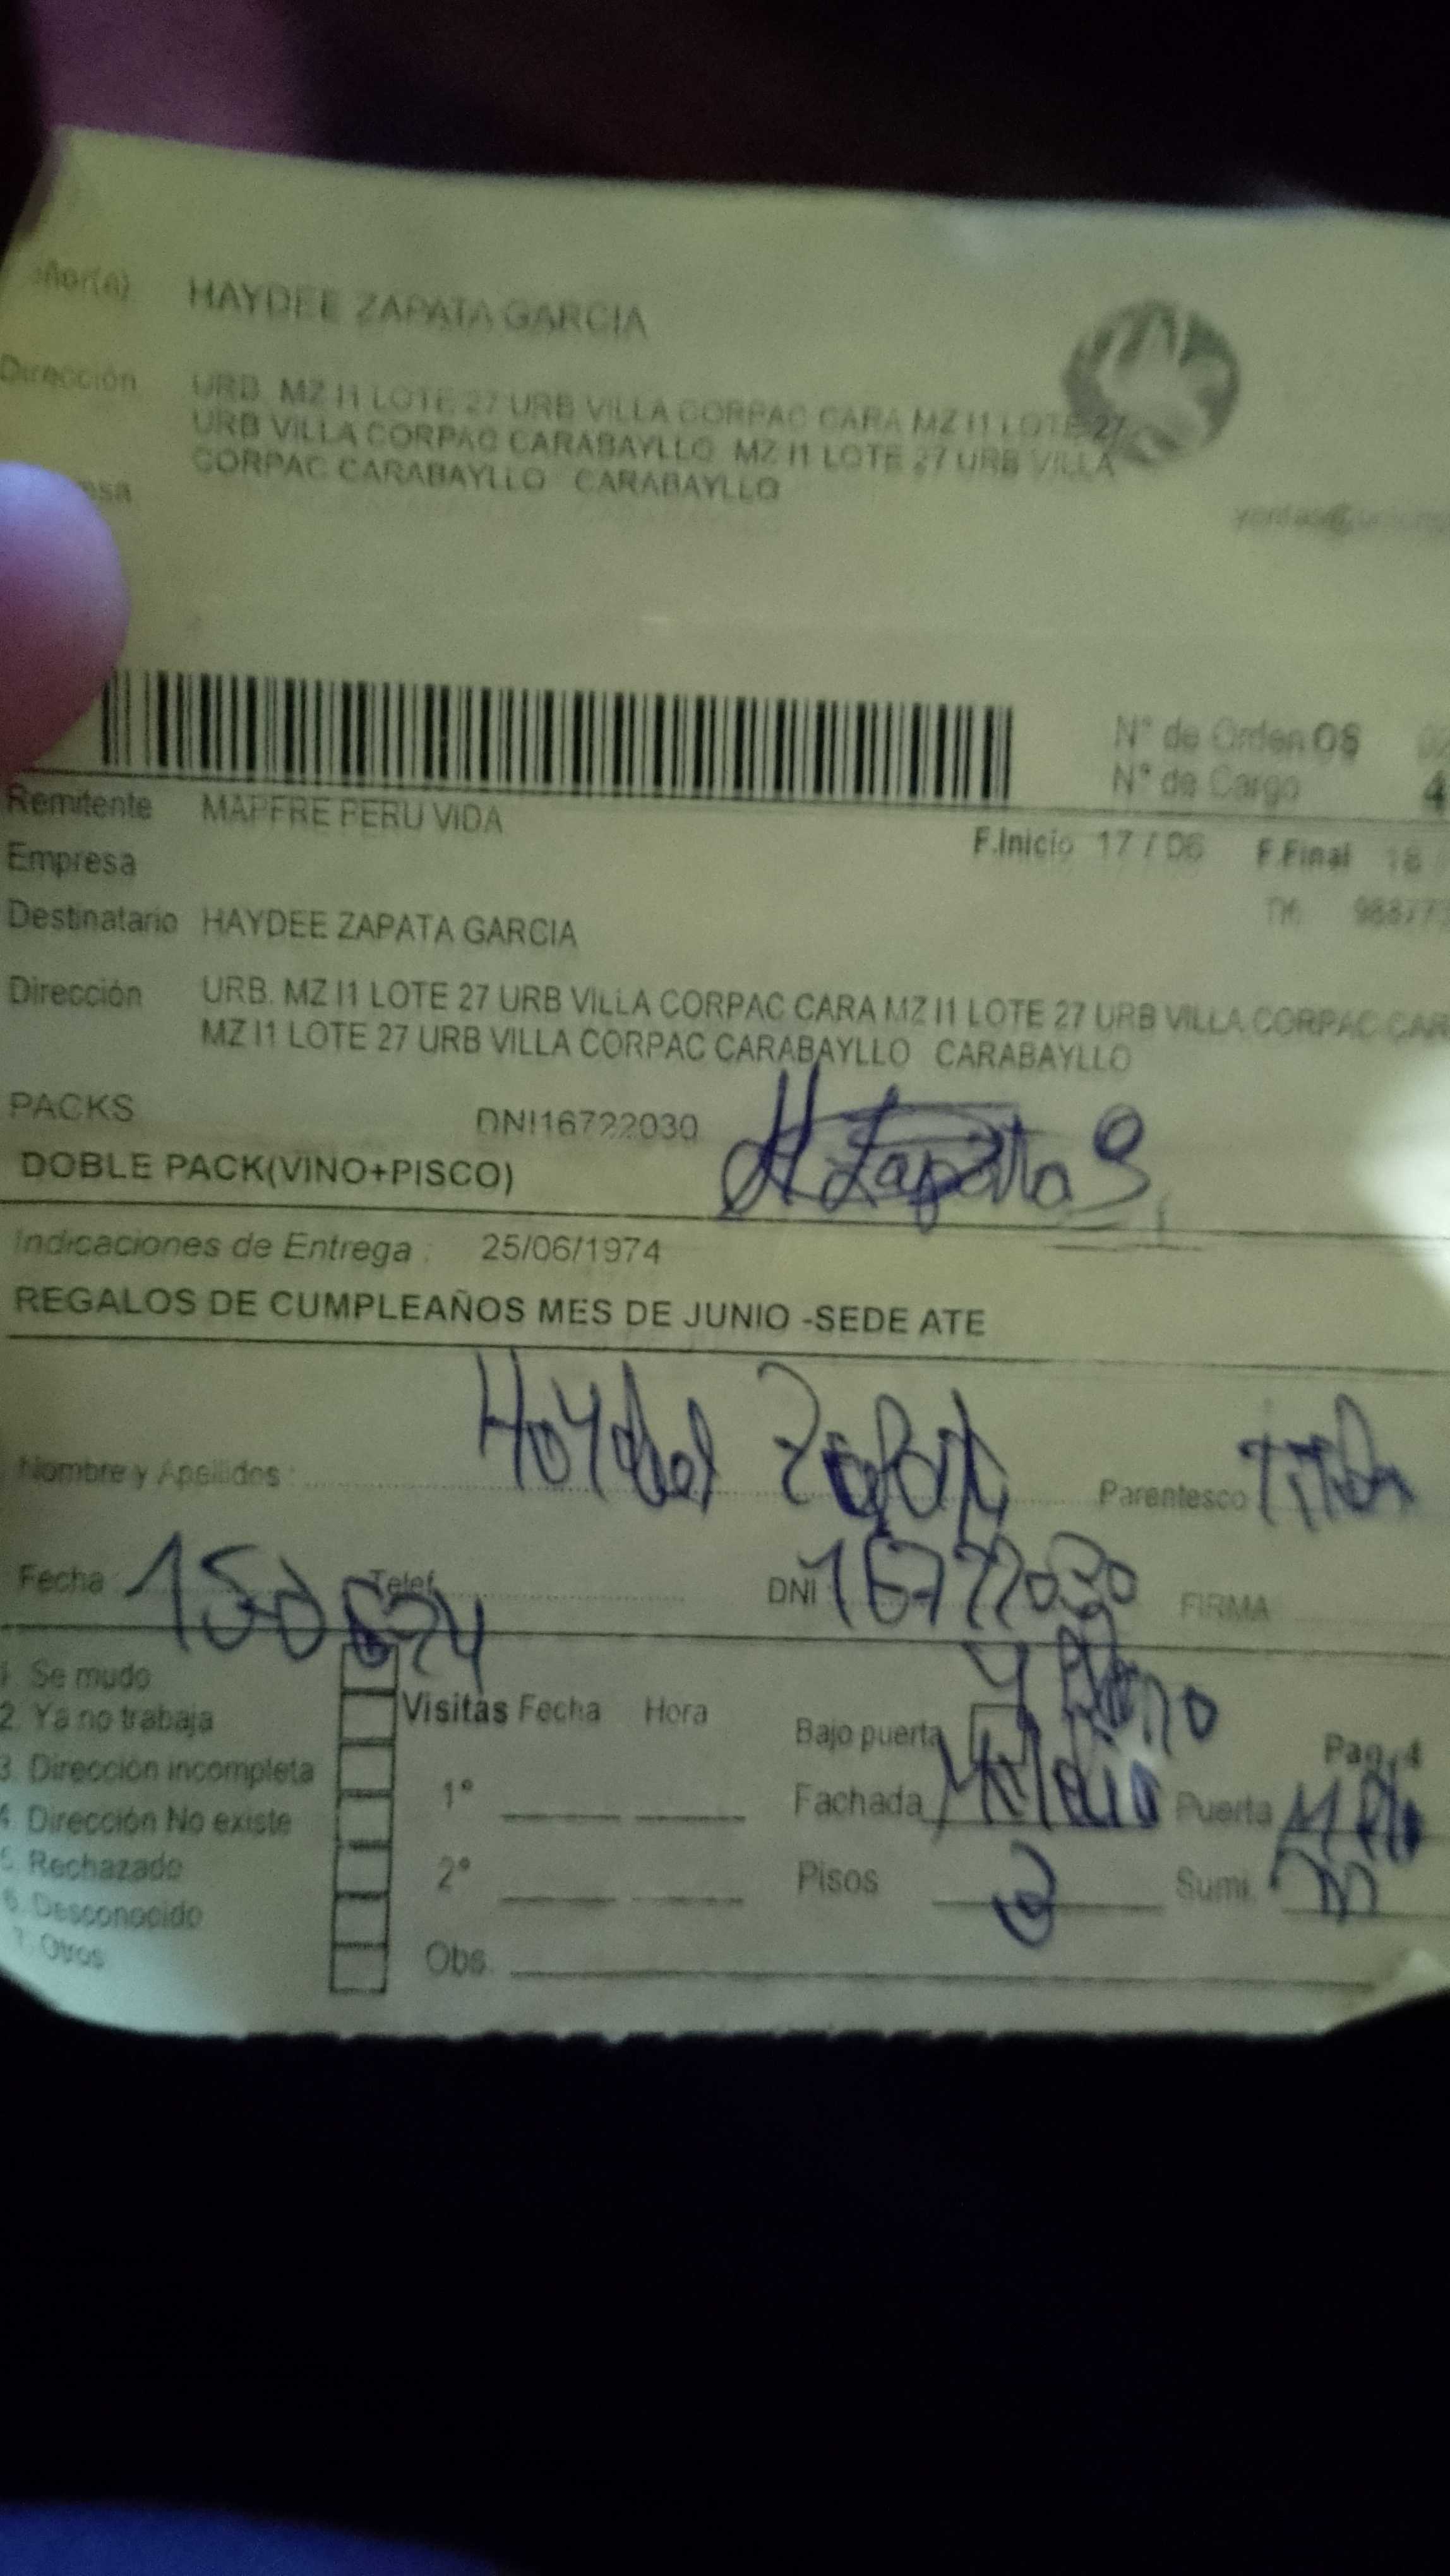 HAYDEE ZAPATA GARCIA
Dirección URB. MZ I1 LOTE 27 URB VILLA CORPAC CARA MZ I1 LOTE 27
URB VILLA CORPAC CARABAYLLO MZ I1 LOTE 27 URB VILLA
CORPAC CARABAYLLO CARABAYLLO
N° de Orden OS
N° de Cargo 4
Remitente MAPFRE PERU VIDA
F.Inicio 17 / 06 F.Final 18
Empresa
Destinatario HAYDEE ZAPATA GARCIA
Dirección URB. MZ I1 LOTE 27 URB VILLA CORPAC CARA MZ I1 LOTE 27 URB VILLA CORPAC CAR
MZ I1 LOTE 27 URB VILLA CORPAC CARABAYLLO CARABAYLLO
PACKS DNI16722030
H Zapata G
DOBLE PACK(VINO+PISCO)
Indicaciones de Entrega : 25/06/1974
REGALOS DE CUMPLEAÑOS MES DE JUNIO -SEDE ATE
Nombre y Apellidos : Parentesco
Fecha Telef. DNI 16722030 FIRMA
1. Se mudo
2. Ya no trabaja
3. Dirección incompleta
4. Dirección No existe
5. Rechazado
6. Desconocido
7. Otros
Visitas Fecha Hora
1°
2°
Obs.
Bajo puerta Pag. 4
Fachada Puerta
Pisos Sumi.